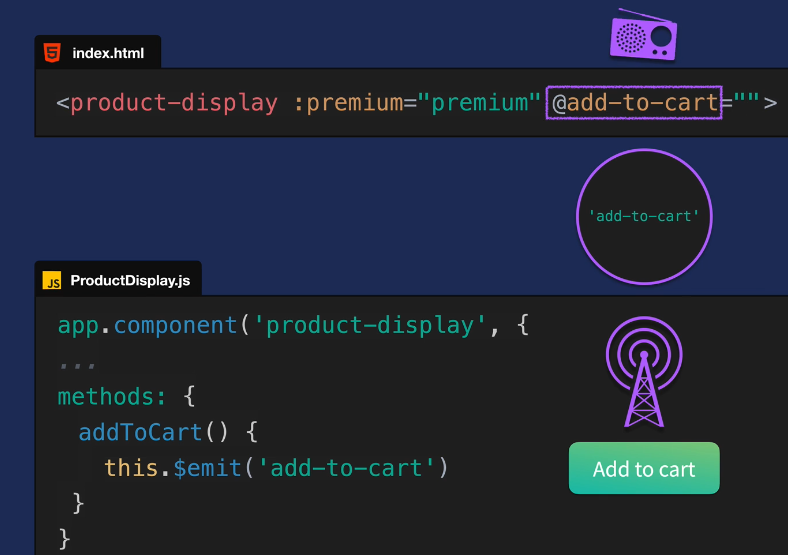 index.html
<product-display :premium="premium" @add-to-cart="">
'add-to-cart'
JS ProductDisplay.js
app.component('product-display', {
...
methods: {
addToCart() {
this.$emit('add-to-cart')
}
}
Add to cart